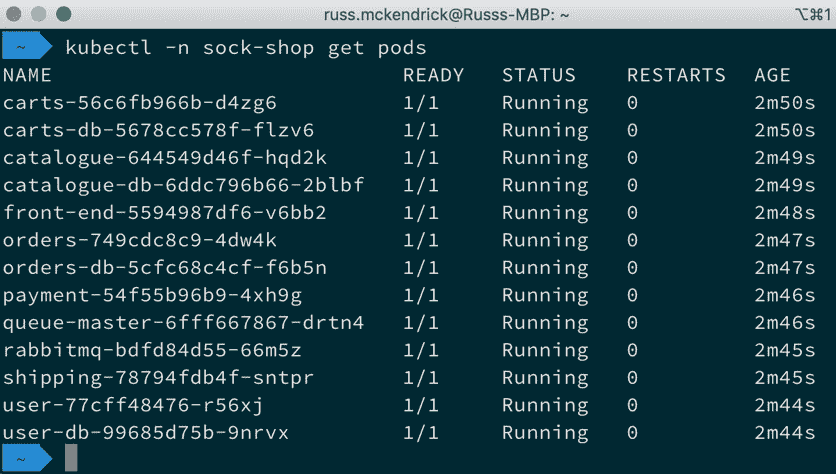 russ.mckendrick@Russs-MBP: ~ ⌥⌘1
~ kubectl -n sock-shop get pods
NAME READY STATUS RESTARTS AGE
carts-56c6fb966b-d4zg6 1/1 Running 0 2m50s
carts-db-5678cc578f-flzv6 1/1 Running 0 2m50s
catalogue-644549d46f-hqd2k 1/1 Running 0 2m49s
catalogue-db-6ddc796b66-2blbf 1/1 Running 0 2m49s
front-end-5594987df6-v6bb2 1/1 Running 0 2m48s
orders-749cdc8c9-4dw4k 1/1 Running 0 2m47s
orders-db-5cfc68c4cf-f6b5n 1/1 Running 0 2m47s
payment-54f55b96b9-4xh9g 1/1 Running 0 2m46s
queue-master-6fff667867-drtn4 1/1 Running 0 2m46s
rabbitmq-bdfd84d55-66m5z 1/1 Running 0 2m45s
shipping-78794fdb4f-sntpr 1/1 Running 0 2m45s
user-77cff48476-r56xj 1/1 Running 0 2m44s
user-db-99685d75b-9nrvx 1/1 Running 0 2m44s
~